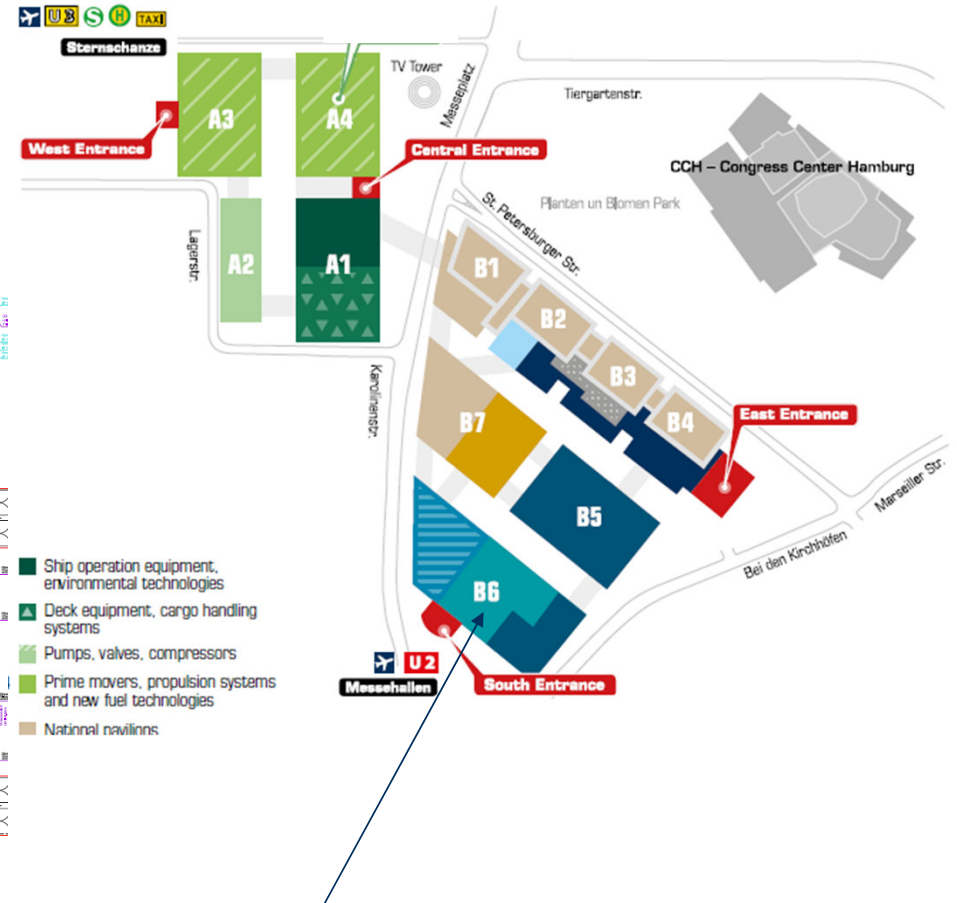 U3 S H TAXI
Sternschanze
TV Tower
Messeplatz
Tiergartenstr.
A3
A4
West Entrance
Central Entrance
CCH – Congress Center Hamburg
Planten un Blomen Park
St. Petersburger Str.
Lagerstr.
A2
A1
B1
B2
B3
B4
Karolinenstr.
B7
East Entrance
Marseiller Str.
B5
Bei den Kirchhöfen
B6
Ship operation equipment,
environmental technologies
Deck equipment, cargo handling
systems
Pumps, valves, compressors
Prime movers, propulsion systems
and new fuel technologies
National pavilions
U2
Messehallen
South Entrance